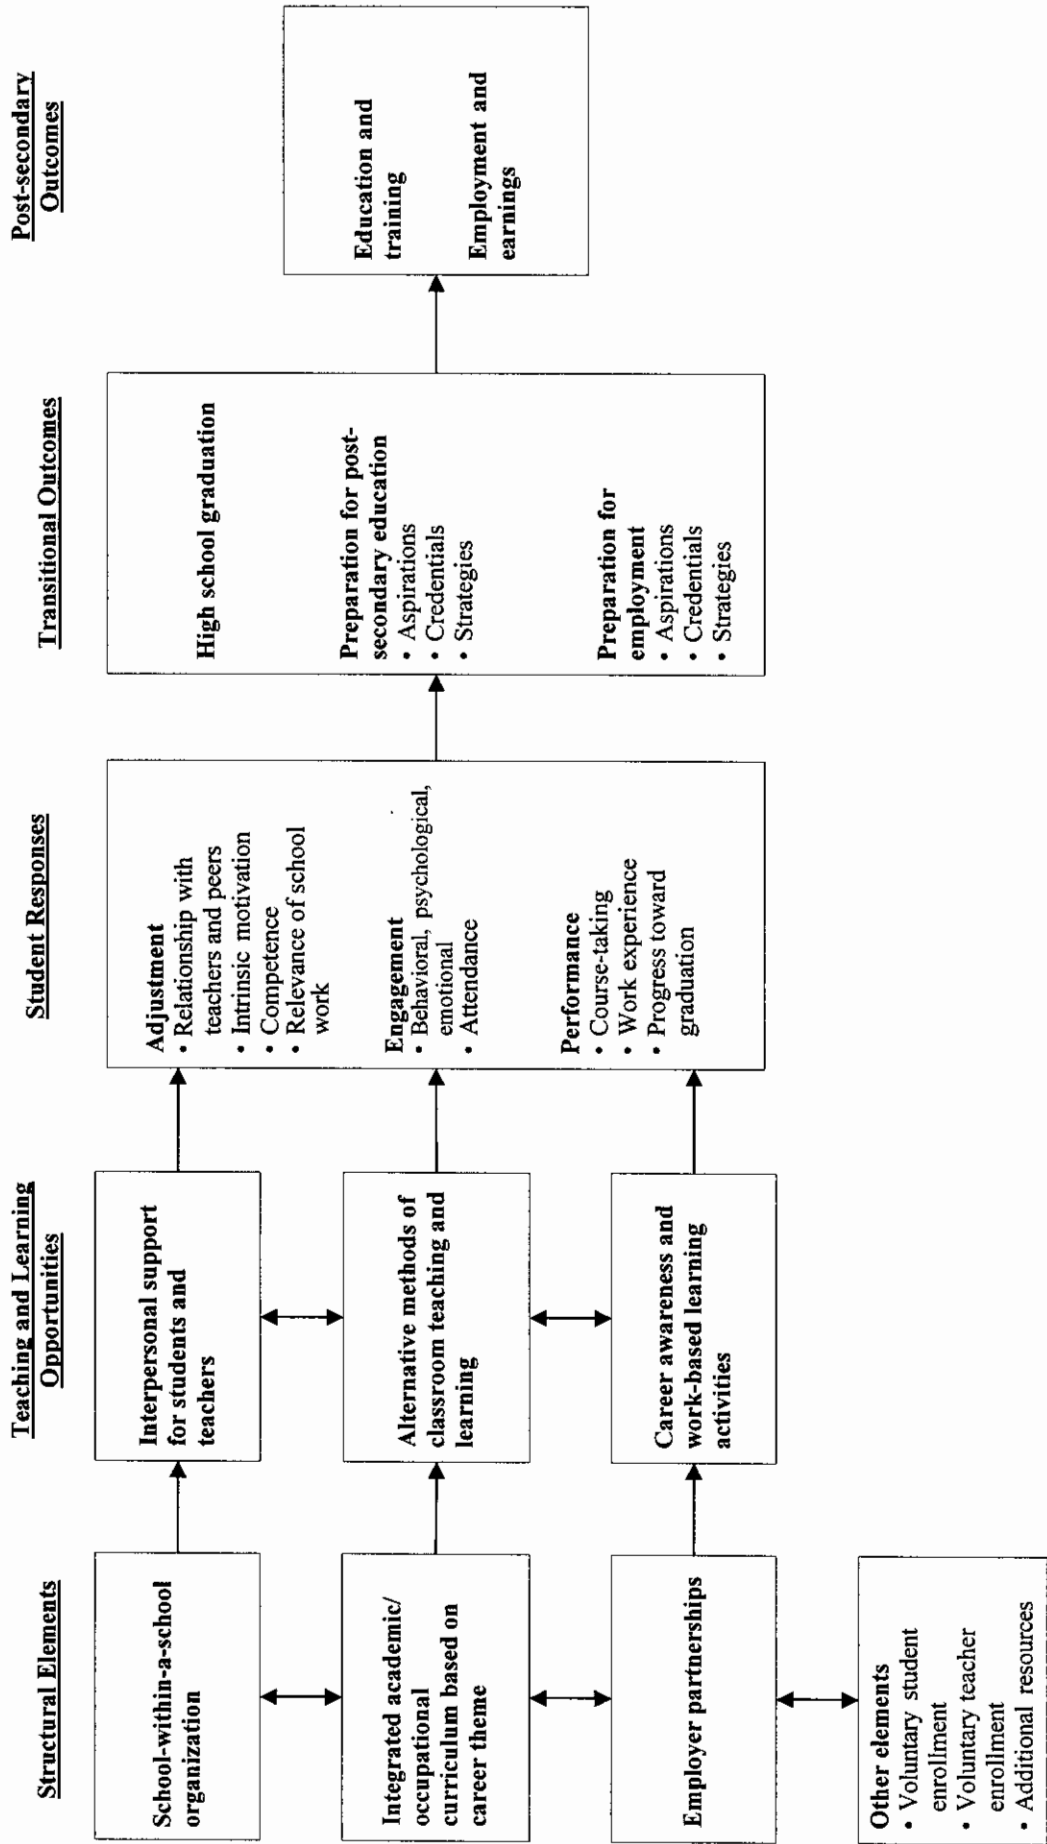 Structural Elements
School-within-a-school
organization
Integrated academic/
occupational
curriculum based on
career theme
Employer partnerships
Other elements
• Voluntary student
enrollment
• Voluntary teacher
enrollment
• Additional resources
Teaching and Learning
Opportunities
Interpersonal support
for students and
teachers
Alternative methods of
classroom teaching and
learning
Career awareness and
work-based learning
activities
Student Responses
Adjustment
• Relationship with
teachers and peers
• Intrinsic motivation
• Competence
• Relevance of school
work
Engagement
• Behavioral, psychological,
emotional
• Attendance
Performance
• Course-taking
• Work experience
• Progress toward
graduation
Transitional Outcomes
High school graduation
Preparation for post-
secondary education
• Aspirations
• Credentials
• Strategies
Preparation for
employment
• Aspirations
• Credentials
• Strategies
Post-secondary
Outcomes
Education and
training
Employment and
earnings